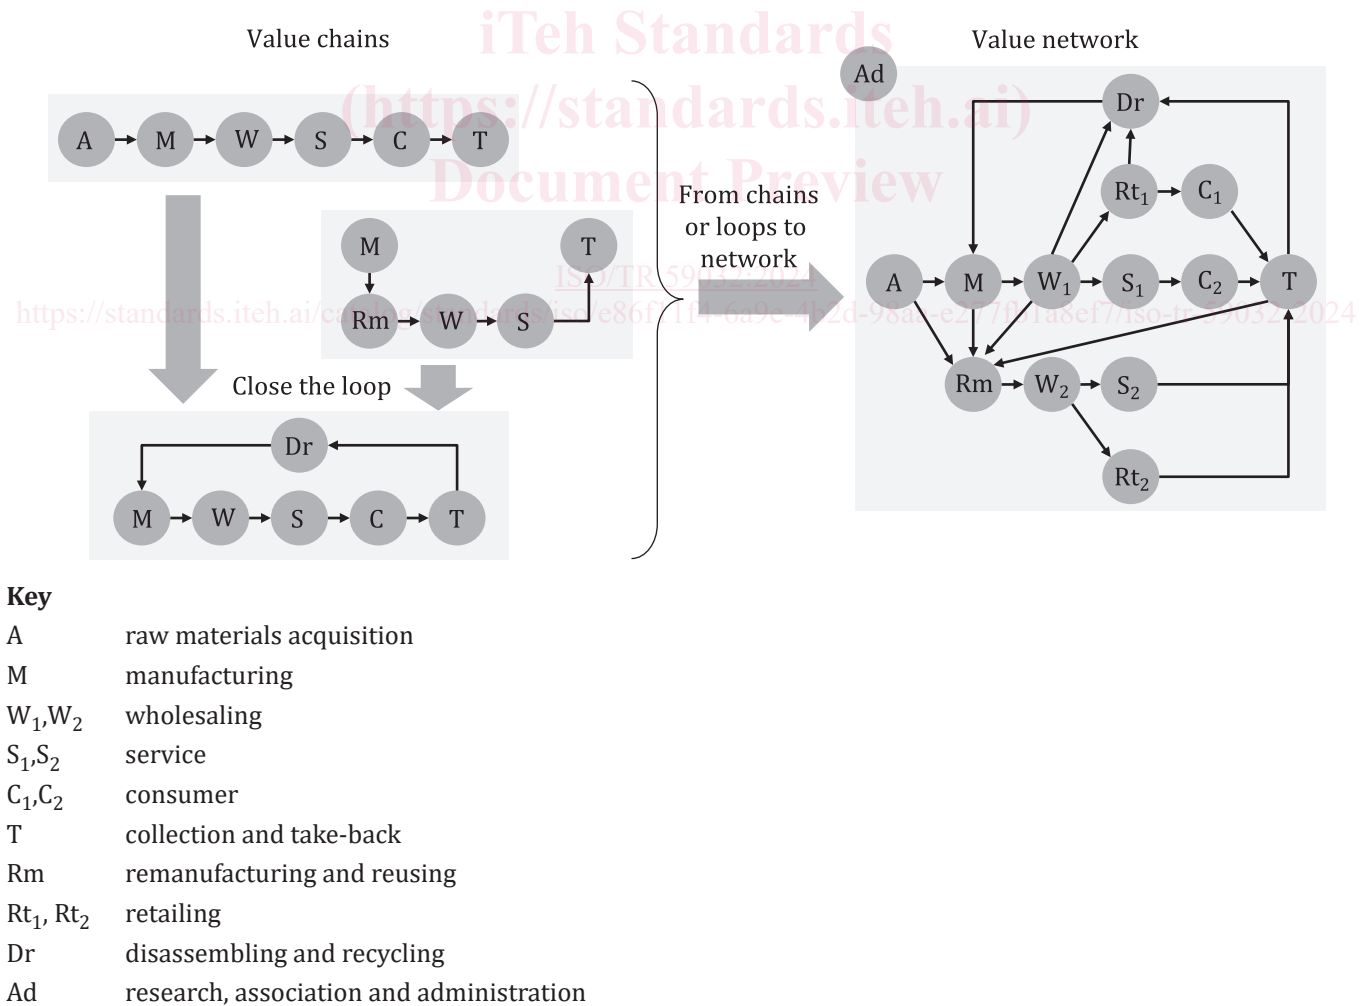 iTeh Standards
(https://standards.iteh.ai)
Document Preview
ISO/TR 59032:2024
Value chains
A M W S C T
M T
Rm W S
Close the loop
Dr
M W S C T
From chains
or loops to
network
Value network
Ad
Dr
Rt1 C1
A M W1 S1 C2 T
Rm W2 S2
Rt2
Key
A raw materials acquisition
M manufacturing
W1,W2 wholesaling
S1,S2 service
C1,C2 consumer
T collection and take-back
Rm remanufacturing and reusing
Rt1, Rt2 retailing
Dr disassembling and recycling
Ad research, association and administration